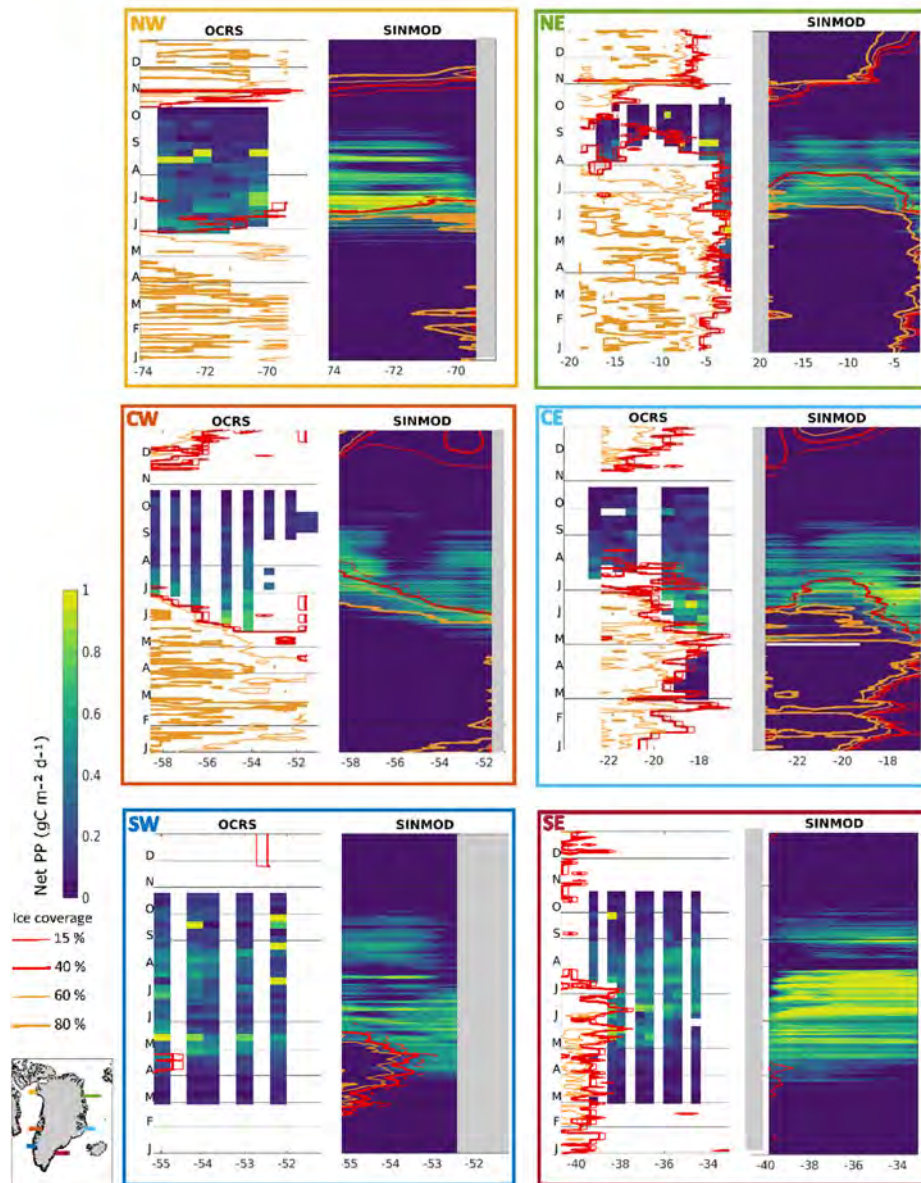 NW
OCRS
SINMOD
D
N
O
S
A
J
J
M
A
M
F
J
-74
-72
-70
74
-72
-70
NE
OCRS
SINMOD
D
N
O
S
A
J
J
M
A
M
F
J
-20
-15
-10
-5
20
-15
-10
-5
CW
OCRS
SINMOD
D
N
O
S
A
J
J
M
A
M
F
J
-58
-56
-54
-52
-58
-56
-54
-52
CE
OCRS
SINMOD
D
N
O
S
A
J
J
M
A
M
F
J
-22
-20
-18
-22
-20
-18
-16
SW
OCRS
SINMOD
D
N
O
S
A
J
J
M
A
M
F
J
-55
-54
-53
-52
-55
-54
-53
-52
SE
OCRS
SINMOD
D
N
O
S
A
J
J
M
A
M
F
J
-40
-38
-36
-34
-40
-38
-36
-34
Net PP (gC m⁻² d⁻¹)
1
0.8
0.6
0.4
0.2
0
Ice coverage
15 %
40 %
60 %
80 %